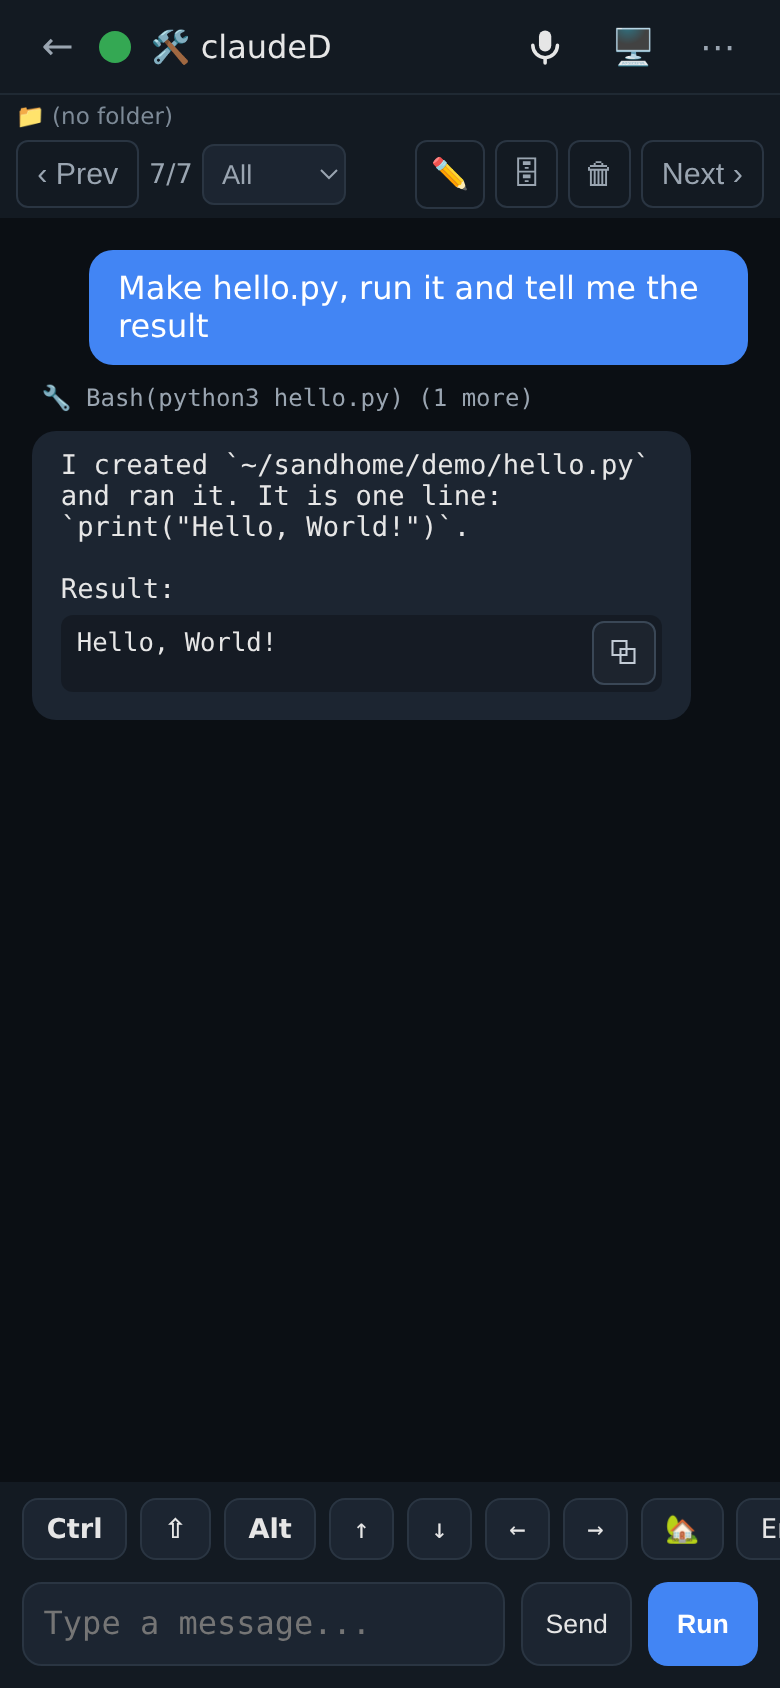 ← 🛠️ claudeD ⋯
📁 (no folder)
‹ Prev 7/7 All Next ›
Make hello.py, run it and tell me the
result
🔧 Bash(python3 hello.py) (1 more)
I created `~/sandhome/demo/hello.py`
and ran it. It is one line:
`print("Hello, World!")`.
Result:
Hello, World!
Ctrl ⇧ Alt ↑ ↓ ← → 🏡
Type a message... Send Run